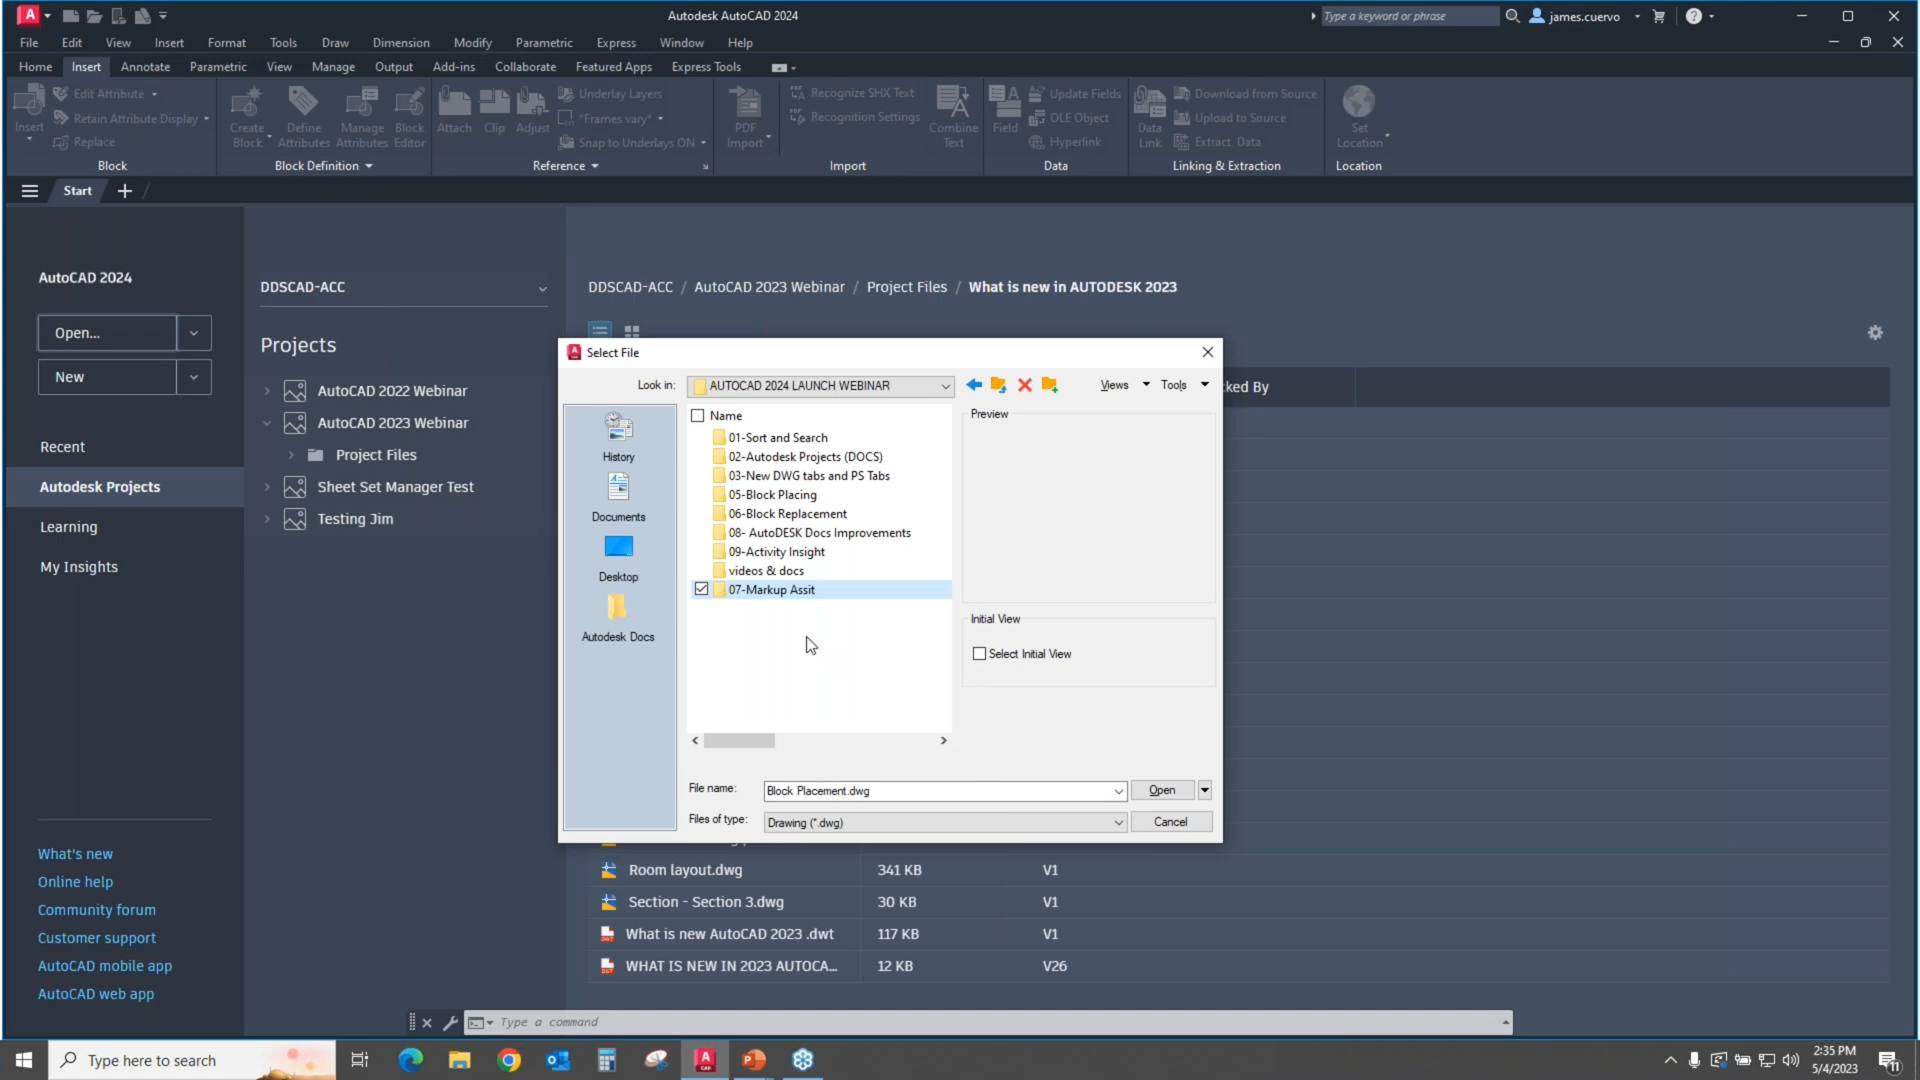 Autodesk AutoCAD 2024
Type a keyword or phrase
james.cuervo
File Edit View Insert Format Tools Draw Dimension Modify Parametric Express Window Help
Home Insert Annotate Parametric View Manage Output Add-ins Collaborate Featured Apps Express Tools
Insert
Edit Attribute
Retain Attribute Display
Replace
Block
Create Block
Define Attributes
Manage Attributes
Block Editor
Block Definition
Attach
Clip
Adjust
Underlay Layers
"Frames vary"
Snap to Underlays ON
Reference
PDF Import
Recognize SHX Text
Recognition Settings
Combine Text
Import
Field
Update Fields
OLE Object
Hyperlink
Data
Data Link
Download from Source
Upload to Source
Extract Data
Linking & Extraction
Set Location
Location
Start
AutoCAD 2024
Open...
New
Recent
Autodesk Projects
Learning
My Insights
What's new
Online help
Community forum
Customer support
AutoCAD mobile app
AutoCAD web app
DDSCAD-ACC
Projects
AutoCAD 2022 Webinar
AutoCAD 2023 Webinar
Project Files
Sheet Set Manager Test
Testing Jim
DDSCAD-ACC / AutoCAD 2023 Webinar / Project Files / What is new in AUTODESK 2023
ked By
Select File
Look in: AUTOCAD 2024 LAUNCH WEBINAR
Views Tools
History
Documents
Desktop
Autodesk Docs
Name
01-Sort and Search
02-Autodesk Projects (DOCS)
03-New DWG tabs and PS Tabs
05-Block Placing
06-Block Replacement
08- AutoDESK Docs Improvements
09-Activity Insight
videos & docs
07-Markup Assit
Preview
Initial View
Select Initial View
File name: Block Placement.dwg Open
Files of type: Drawing (*.dwg) Cancel
Room layout.dwg 341 KB V1
Section - Section 3.dwg 30 KB V1
What is new AutoCAD 2023 .dwt 117 KB V1
WHAT IS NEW IN 2023 AUTOCA... 12 KB V26
Type a command
Type here to search
2:35 PM
5/4/2023
11